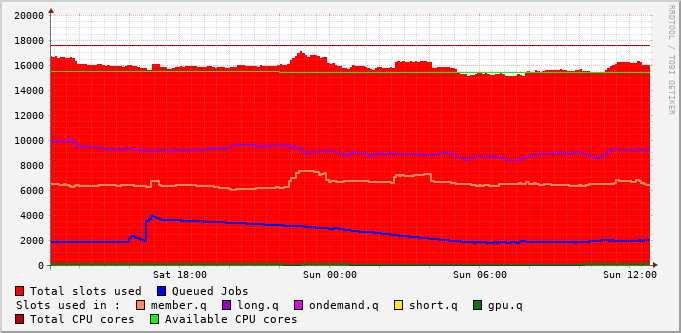 20000
18000
16000
14000
12000
10000
8000
6000
4000
2000
0
Sat 18:00 Sun 00:00 Sun 06:00 Sun 12:00
RRDTOOL / TOBI OETIKER
Total slots used Queued Jobs
Slots used in : member.q long.q ondemand.q short.q gpu.q
Total CPU cores Available CPU cores